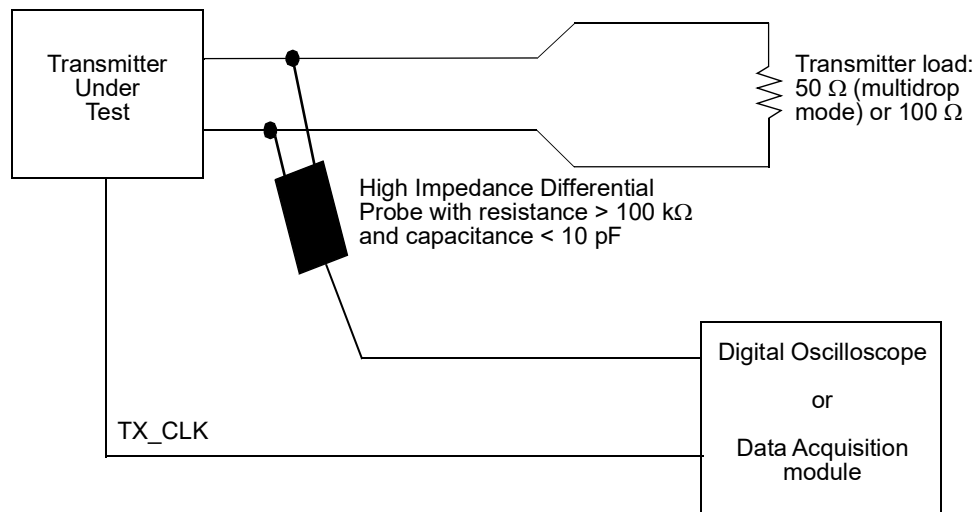 Transmitter
Under
Test
Transmitter load:
50 Ω (multidrop
mode) or 100 Ω
High Impedance Differential
Probe with resistance > 100 kΩ
and capacitance < 10 pF
Digital Oscilloscope
or
Data Acquisition
module
TX_CLK